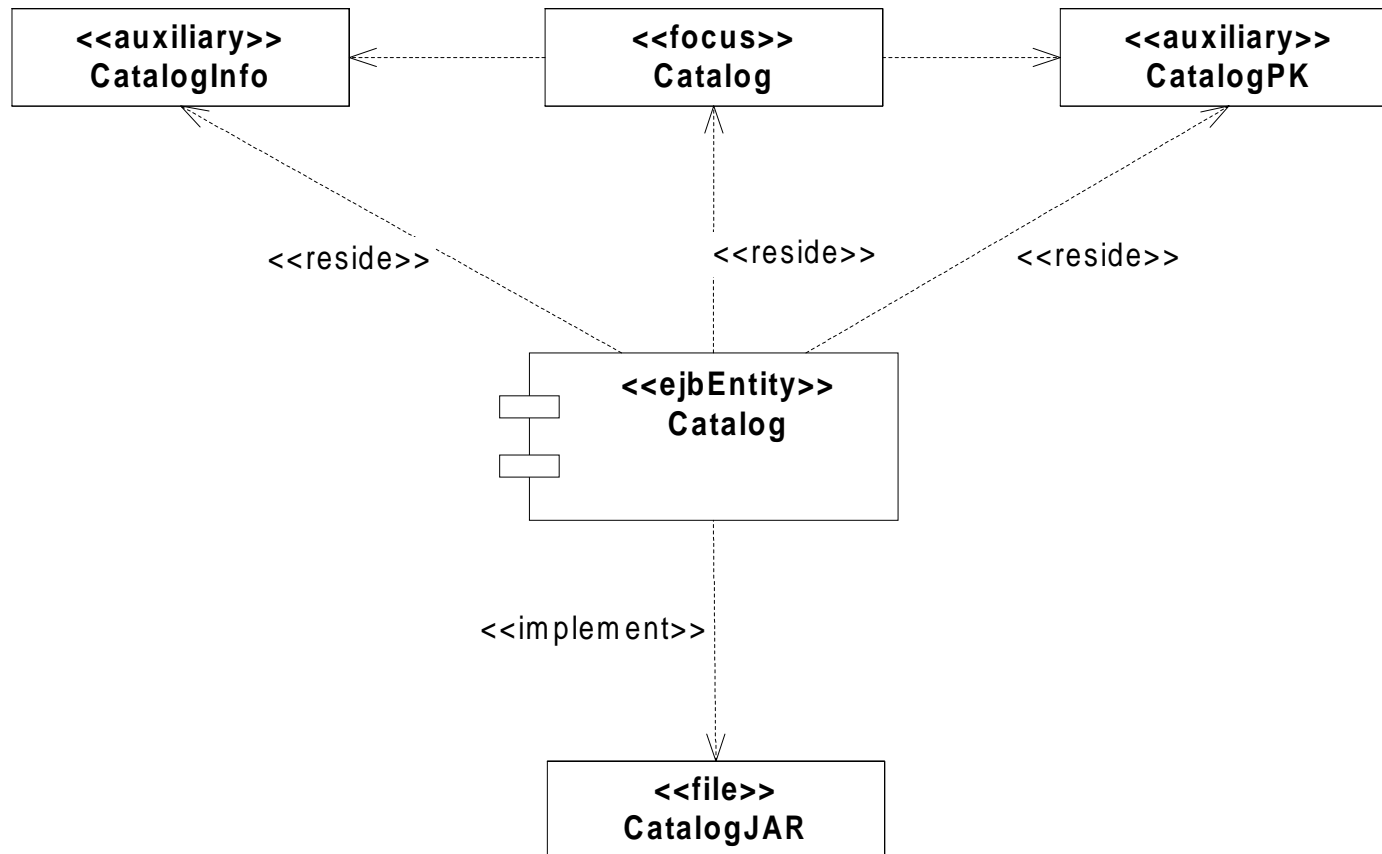 <<auxiliary>>
CatalogInfo
<<focus>>
Catalog
<<auxiliary>>
CatalogPK
<<reside>>
<<reside>>
<<reside>>
<<ejbEntity>>
Catalog
<<implement>>
<<file>>
CatalogJAR